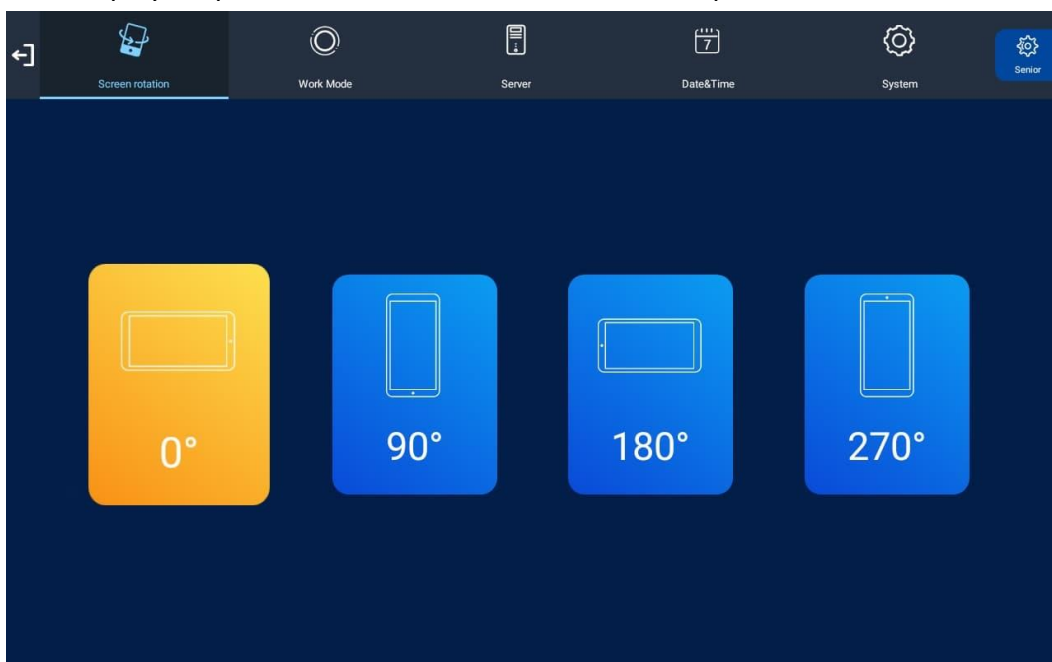 Screen rotation
Work Mode
Server
7
Date&Time
System
Senior
0°
90°
180°
270°